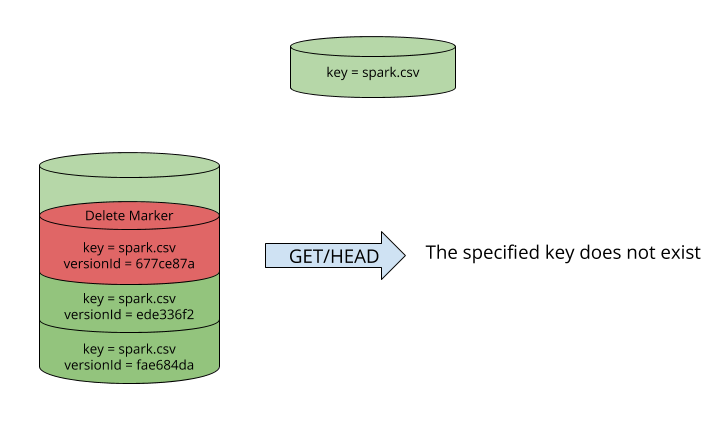 key = spark.csv
Delete Marker
key = spark.csv
versionId = 677ce87a
key = spark.csv
versionId = ede336f2
key = spark.csv
versionId = fae684da
GET/HEAD
The specified key does not exist